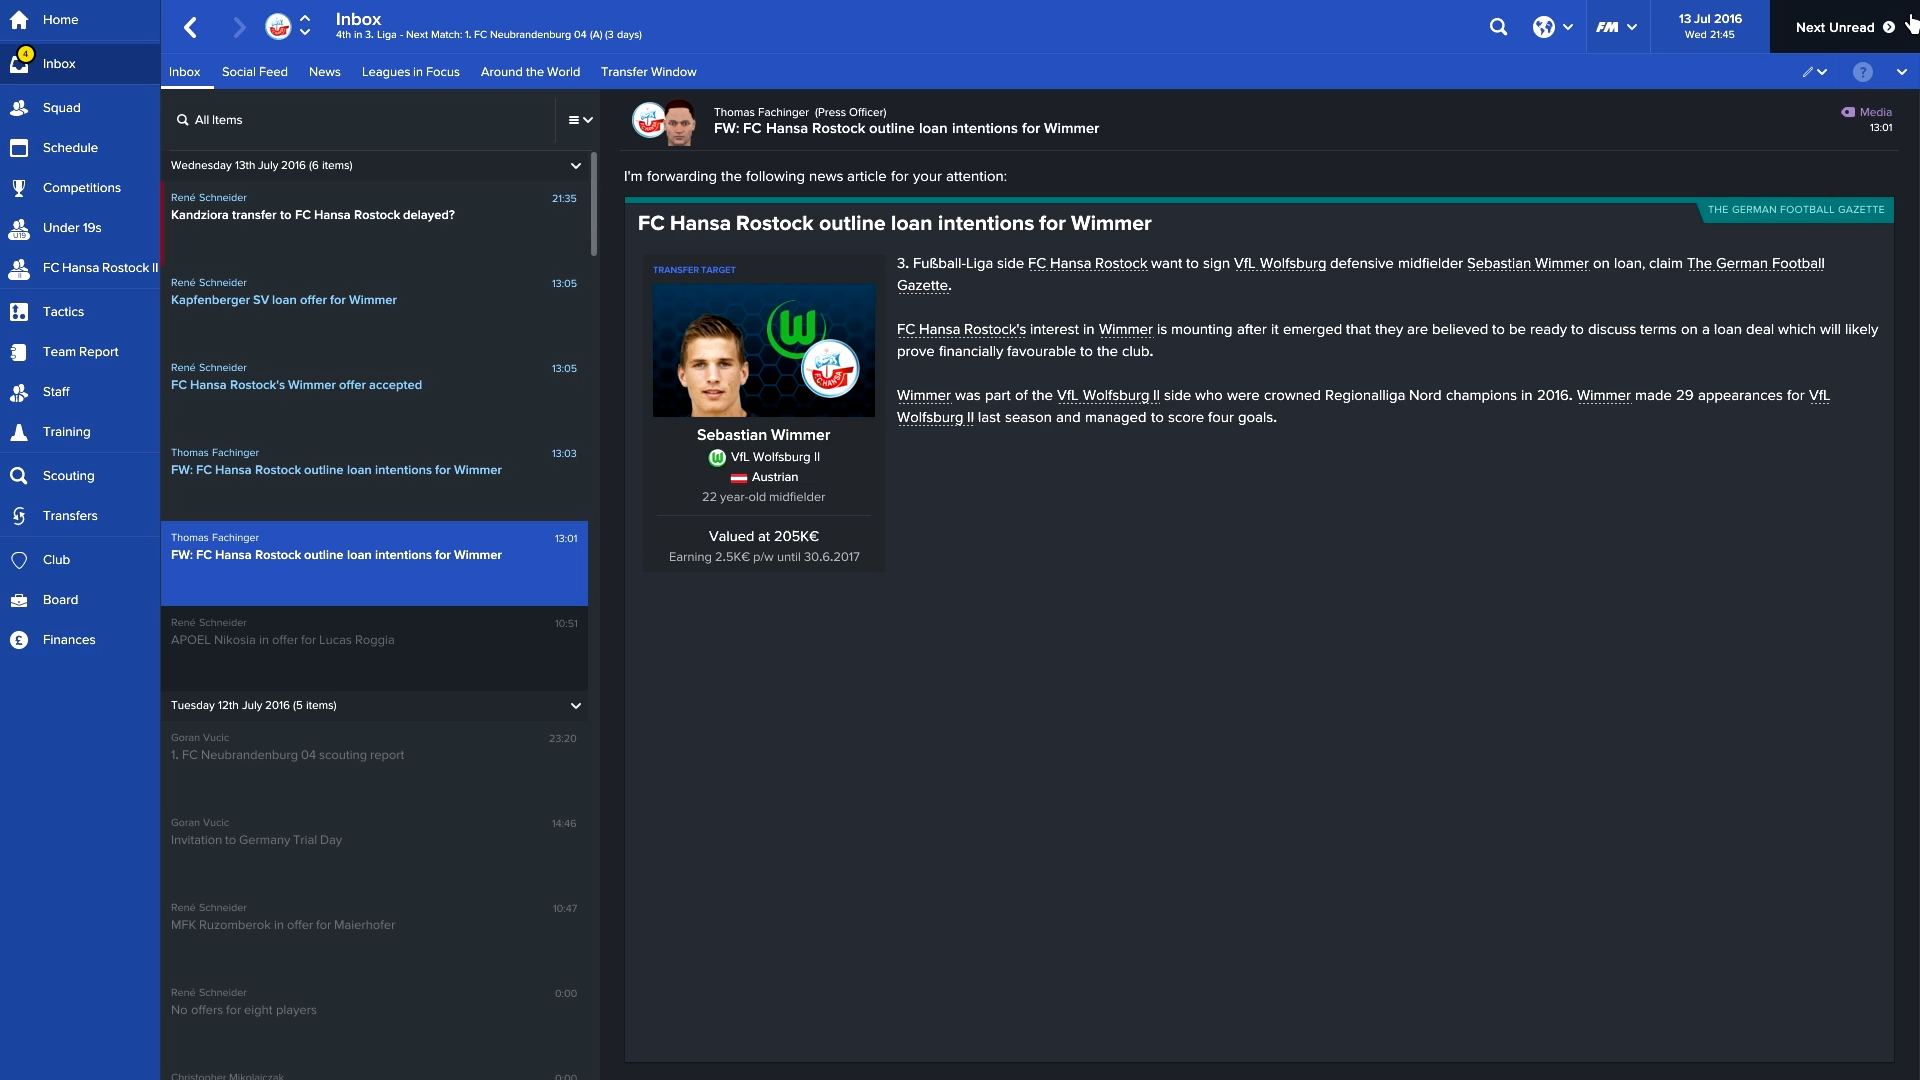 Home
4
Inbox
Squad
Schedule
Competitions
U19
Under 19s
II
FC Hansa Rostock II
Tactics
Team Report
Staff
Training
Scouting
Transfers
Club
Board
£
Finances
Inbox
4th in 3. Liga - Next Match: 1. FC Neubrandenburg 04 (A) (3 days)
FM
13 Jul 2016
Wed 21:45
Next Unread
Inbox
Social Feed
News
Leagues in Focus
Around the World
Transfer Window
?
All Items
Wednesday 13th July 2016 (6 items)
René Schneider
21:35
Kandziora transfer to FC Hansa Rostock delayed?
René Schneider
13:05
Kapfenberger SV loan offer for Wimmer
René Schneider
13:05
FC Hansa Rostock's Wimmer offer accepted
Thomas Fachinger
13:03
FW: FC Hansa Rostock outline loan intentions for Wimmer
Thomas Fachinger
13:01
FW: FC Hansa Rostock outline loan intentions for Wimmer
René Schneider
10:51
APOEL Nikosia in offer for Lucas Roggia
Tuesday 12th July 2016 (5 items)
Goran Vucic
23:20
1. FC Neubrandenburg 04 scouting report
Goran Vucic
14:46
Invitation to Germany Trial Day
René Schneider
10:47
MFK Ruzomberok in offer for Maierhofer
René Schneider
0:00
No offers for eight players
Christopher Mikolajczak
0:00
Thomas Fachinger (Press Officer)
FW: FC Hansa Rostock outline loan intentions for Wimmer
Media
13:01
I'm forwarding the following news article for your attention:
THE GERMAN FOOTBALL GAZETTE
FC Hansa Rostock outline loan intentions for Wimmer
TRANSFER TARGET
F.C. HANSA
Sebastian Wimmer
VfL Wolfsburg II
Austrian
22 year-old midfielder
Valued at 205K€
Earning 2.5K€ p/w until 30.6.2017
3. Fußball-Liga side FC Hansa Rostock want to sign VfL Wolfsburg defensive midfielder Sebastian Wimmer on loan, claim The German Football
Gazette.
FC Hansa Rostock's interest in Wimmer is mounting after it emerged that they are believed to be ready to discuss terms on a loan deal which will likely
prove financially favourable to the club.
Wimmer was part of the VfL Wolfsburg II side who were crowned Regionalliga Nord champions in 2016. Wimmer made 29 appearances for VfL
Wolfsburg II last season and managed to score four goals.